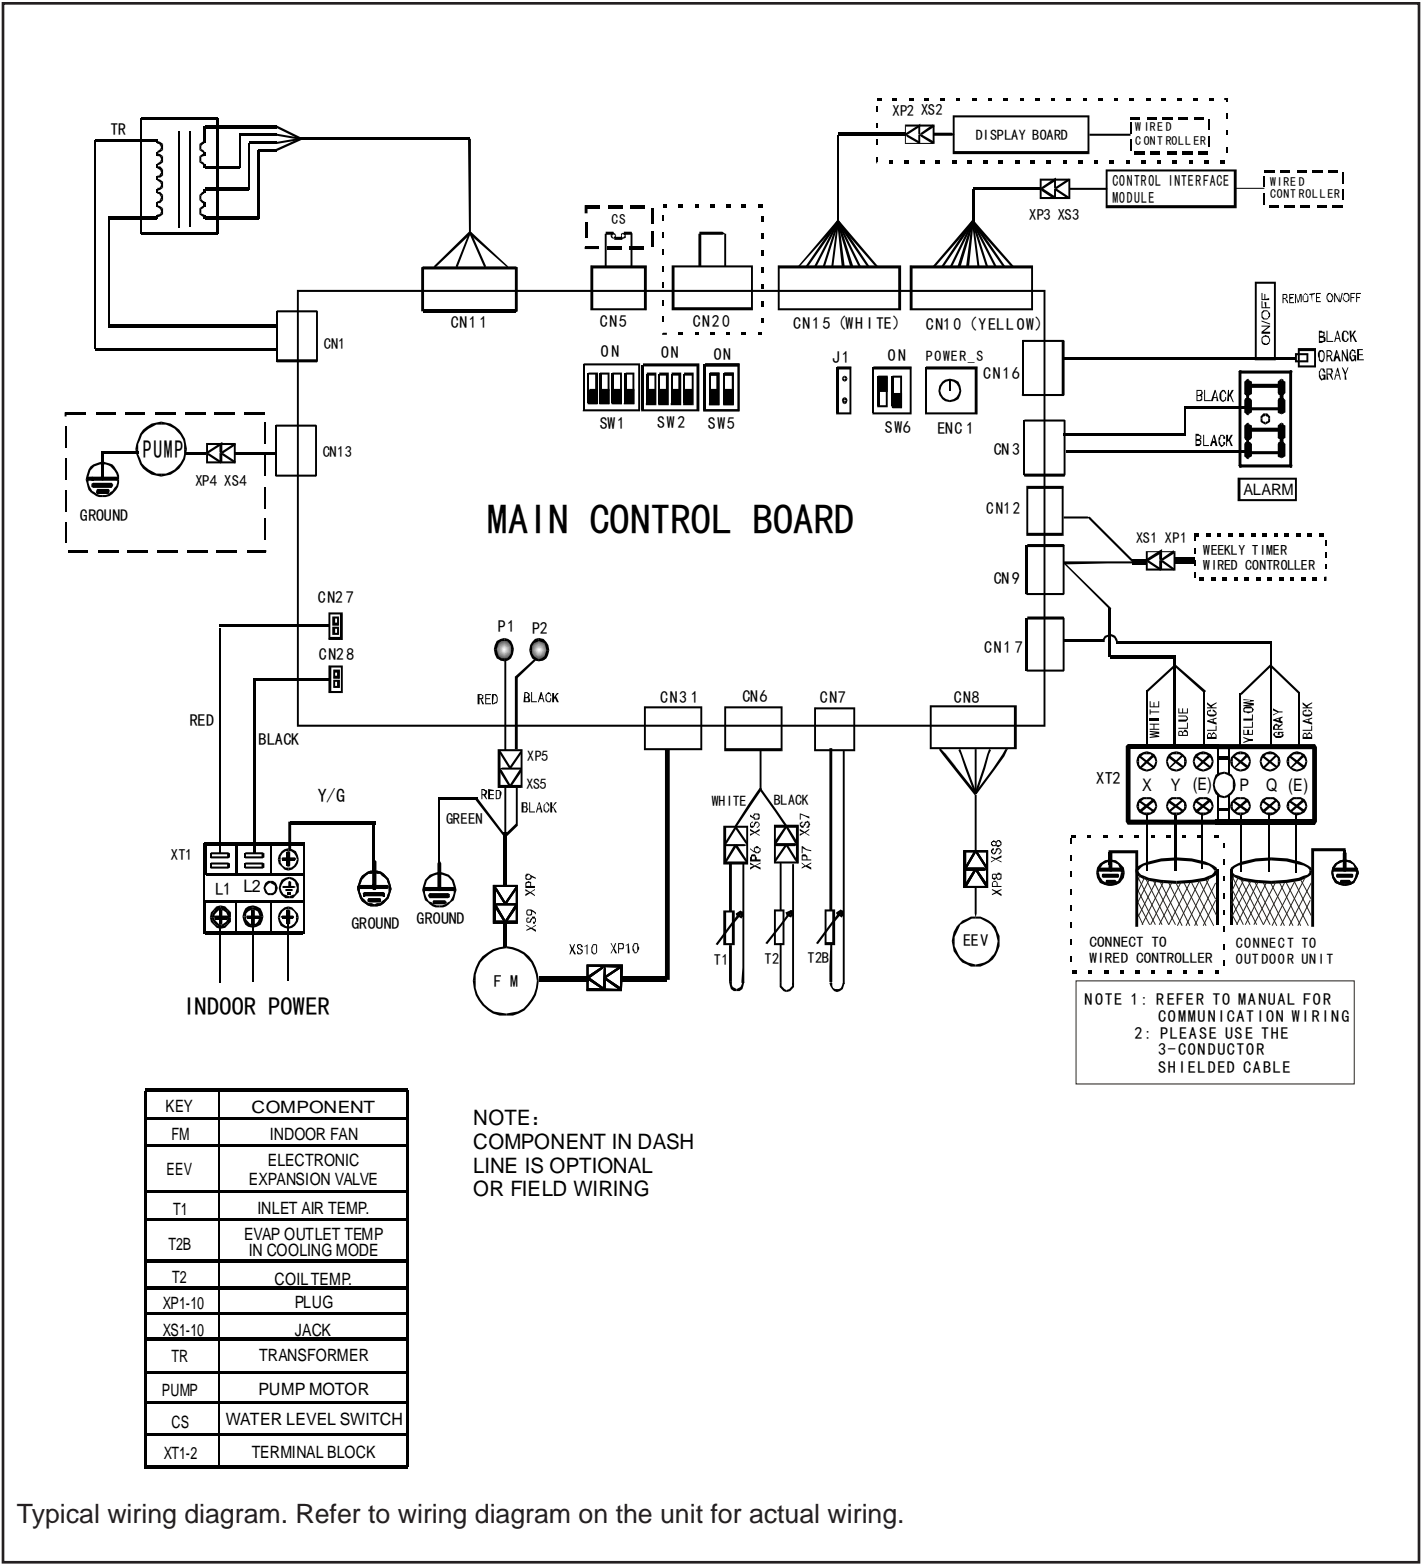 TR
XP2 XS2
DISPLAY BOARD
WIRED
CONTROLLER
CONTROL INTERFACE
MODULE
WIRED
CONTROLLER
XP3 XS3
CS
CN11
CN5
CN20
CN15 (WHITE)
CN10 (YELLOW)
CN1
ON/OFF
REMOTE ON/OFF
BLACK
ORANGE
GRAY
ON
ON
ON
J1
ON
POWER_S
CN16
SW1
SW2
SW5
SW6
ENC1
BLACK
BLACK
CN3
ALARM
PUMP
XP4 XS4
GROUND
CN13
MAIN CONTROL BOARD
CN12
CN9
XS1 XP1
WEEKLY TIMER
WIRED CONTROLLER
CN27
CN28
P1
P2
CN17
RED
BLACK
RED
BLACK
CN31
CN6
CN7
CN8
WHITE
BLUE
BLACK
YELLOW
GRAY
BLACK
XP5
XS5
RED
BLACK
GREEN
Y/G
WHITE
BLACK
XT2
X Y (E) P Q (E)
XT1
L1 L2
GROUND
GROUND
XP9
XS9
XS6
XP6
XS7
XP7
XS8
XP8
EEV
FM
XS10 XP10
T1
T2
T2B
CONNECT TO
WIRED CONTROLLER
CONNECT TO
OUTDOOR UNIT
INDOOR POWER
NOTE 1: REFER TO MANUAL FOR
COMMUNICATION WIRING
2: PLEASE USE THE
3-CONDUCTOR
SHIELDED CABLE
KEY COMPONENT
FM INDOOR FAN
EEV ELECTRONIC
EXPANSION VALVE
T1 INLET AIR TEMP.
T2B EVAP OUTLET TEMP
IN COOLING MODE
T2 COIL TEMP.
XP1-10 PLUG
XS1-10 JACK
TR TRANSFORMER
PUMP PUMP MOTOR
CS WATER LEVEL SWITCH
XT1-2 TERMINAL BLOCK
NOTE:
COMPONENT IN DASH
LINE IS OPTIONAL
OR FIELD WIRING
Typical wiring diagram. Refer to wiring diagram on the unit for actual wiring.